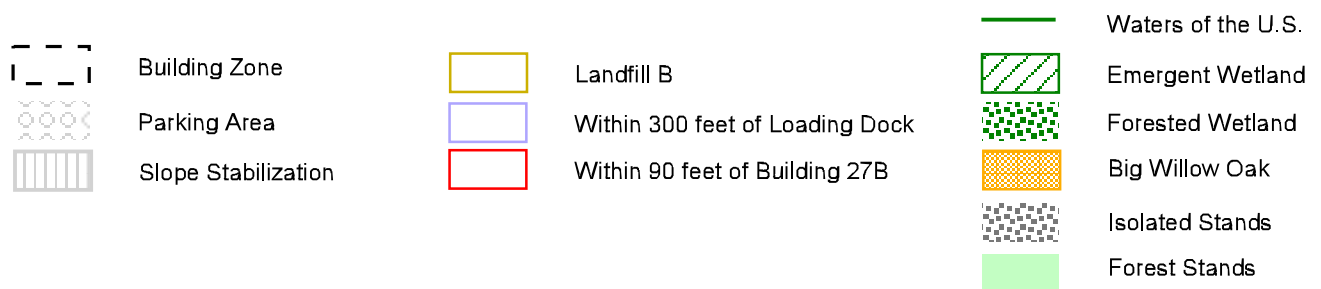 Building Zone
Parking Area
Slope Stabilization
Landfill B
Within 300 feet of Loading Dock
Within 90 feet of Building 27B
Waters of the U.S.
Emergent Wetland
Forested Wetland
Big Willow Oak
Isolated Stands
Forest Stands